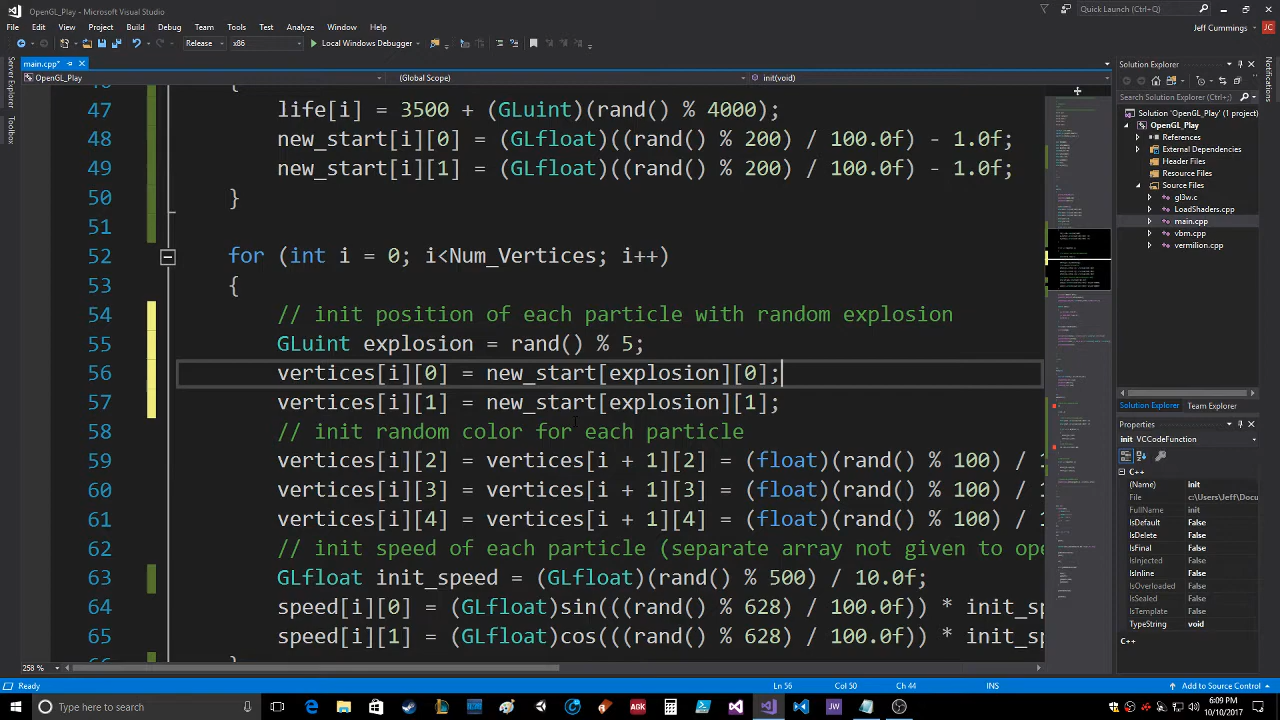 OpenGL_Play - Microsoft Visual Studio
Quick Launch
File Edit View Project Build Debug Team Tools Test Analyze Window Help
Jeff Cummings JC
Release x86 Local Windows Debugger
main.cpp*
OpenGL_Play (Global Scope) init(void)
Server Explorer
Toolbox
47 life[i] = 3500 + (GLuint)(rand() % 4000);
48 new_start[i][0] = (GLfloat)(rand() % 200) / 100.0f) - 1.0f;
49 new_start[i][1] = (GLfloat)(rand() % 200) / 100.0f) - 1.0f;
50 }
51
52 for (int i = 0; i<Num_Vertices; i++)
53 {
54 // init position of each particle with random explosion
55 GLuint explosion = rand() % 5;
56 vertices[i][0] = new_start[explosion][0];
57 vertices[i][1] = new_start[explosion][1];
58 // init random color for each particle
59 vertices[i][2] = vertices[i + 1][2] = (float)(rand() % 100) /
60 vertices[i][3] = vertices[i + 1][3] = (float)(rand() % 100) /
61 vertices[i][4] = vertices[i + 1][4] = (float)(rand() % 100) /
62 // init speed of each particle (separate array not given to ope
63 GLfloat init_speed = (GLfloat)(rand() % 50) / 10.0f;
64 speed[i][0] = (GLfloat)sin(((rand() % 628) / 100.0f)) * init_sp
65 speed[i][1] = (GLfloat)cos(((rand() % 628) / 100.0f)) * init_sp
258 %
Solution Explorer
Search Solution Explorer
Solution 'OpenGL_Play' (1 project)
OpenGL_Play
References
External Dependencies
Header Files
Resource Files
Source Files
gl3w.c
LoadShaders.cpp
main.cpp
vbm.cpp
vermilion.cpp
Solution Explorer Team Explorer
Properties
init VCCodeFunction
C++
(Name) init
File c:\Users\Jeff\Docu
FullName init
IsDefault False
IsDelete False
IsFinal False
IsInjected False
IsInline False
IsOverloaded False
IsSealed False
IsTemplate False
TypeString void
C++
Notifications
Ready Ln 56 Col 50 Ch 44 INS Add to Source Control
Type here to search
AGK
JW
6:09 PM
10/10/2017